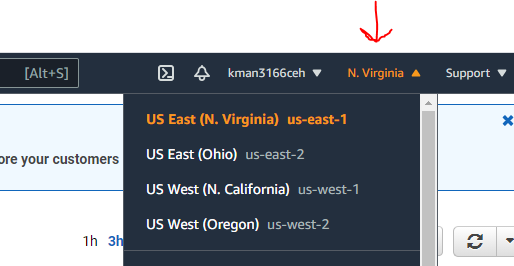 [Alt+S] kman3166ceh N. Virginia Support
US East (N. Virginia) us-east-1
ore your customers
US East (Ohio) us-east-2
US West (N. California) us-west-1
US West (Oregon) us-west-2
1h 3h